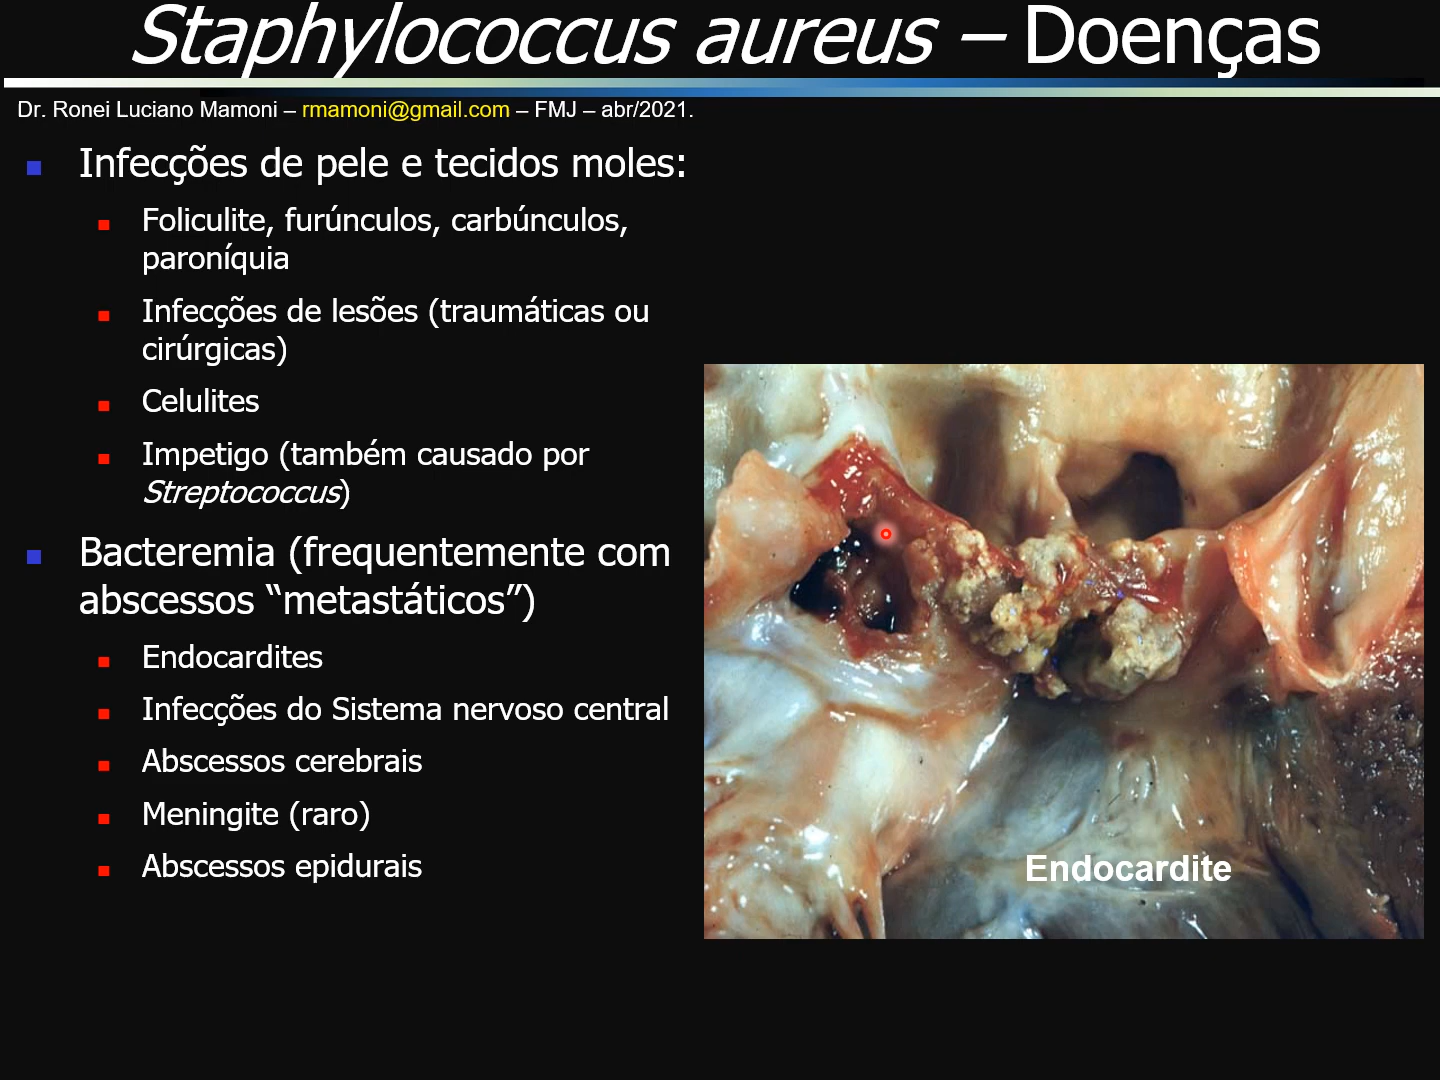 Staphylococcus aureus – Doenças
Dr. Ronei Luciano Mamoni – rmamoni@gmail.com – FMJ – abr/2021.
Infecções de pele e tecidos moles:
Foliculite, furúnculos, carbúnculos,
paroníquia
Infecções de lesões (traumáticas ou
cirúrgicas)
Celulites
Impetigo (também causado por
Streptococcus)
Bacteremia (frequentemente com
abscessos “metastáticos”)
Endocardites
Infecções do Sistema nervoso central
Abscessos cerebrais
Meningite (raro)
Abscessos epidurais
Endocardite